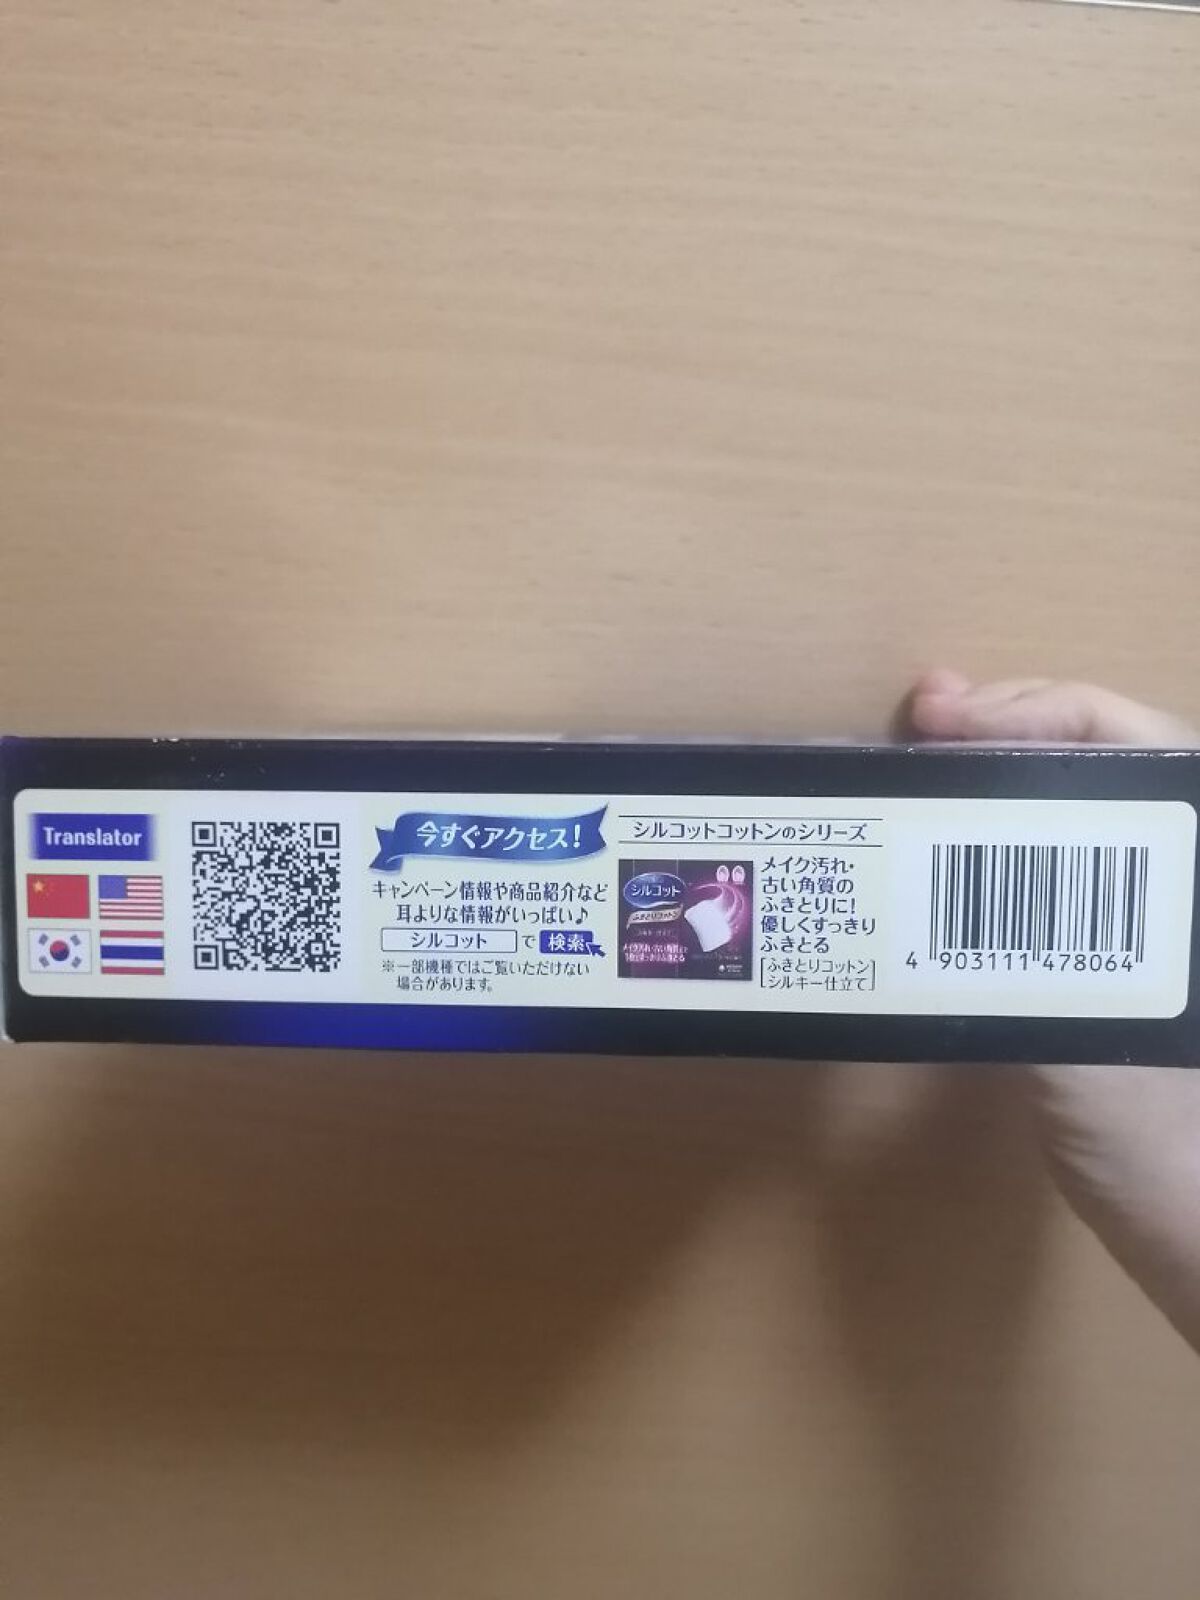 Translator
今すぐアクセス!
キャンペーン情報や商品紹介など
耳よりな情報がいっぱい♪
シルコット で 検索
※一部機種ではご覧いただけない
場合があります。
シルコットコットンのシリーズ
シルコット
ふきとりコットン
メイク汚れ・
古い角質の
ふきとりに!
優しくすっきり
ふきとる
[ふきとりコットン
シルキー仕立て]
4 903111 478064